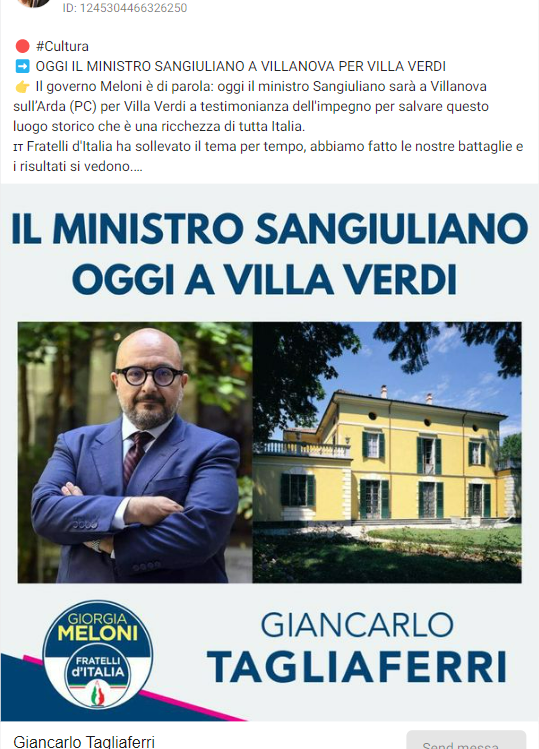 ID: 1245304466326250
🔴 #Cultura
➡️ OGGI IL MINISTRO SANGIULIANO A VILLANOVA PER VILLA VERDI
👉 Il governo Meloni è di parola: oggi il ministro Sangiuliano sarà a Villanova
sull'Arda (PC) per Villa Verdi a testimonianza dell'impegno per salvare questo
luogo storico che è una ricchezza di tutta Italia.
IT Fratelli d'Italia ha sollevato il tema per tempo, abbiamo fatto le nostre battaglie e
i risultati si vedono....
IL MINISTRO SANGIULIANO
OGGI A VILLA VERDI
GIORGIA
MELONI
FRATELLI
d'ITALIA
GIANCARLO
TAGLIAFERRI
Giancarlo Tagliaferri
Send messa...